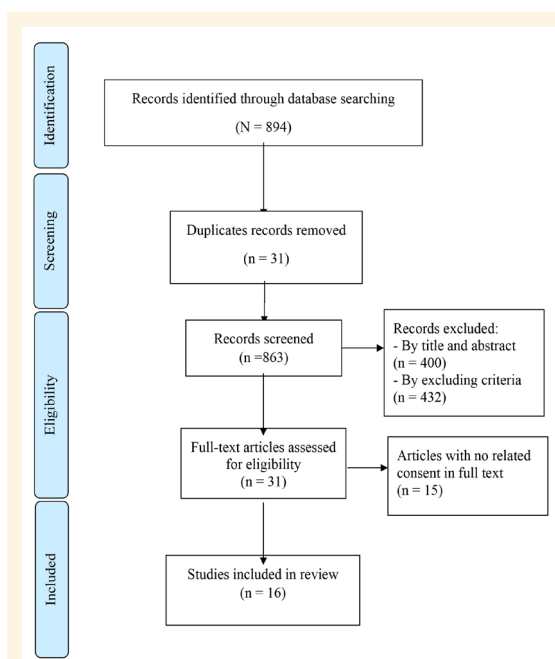 Identification
Records identified through database searching
(N = 894)
Screening
Duplicates records removed
(n = 31)
Eligibility
Records screened
(n =863)
Records excluded:
- By title and abstract
(n = 400)
- By excluding criteria
(n = 432)
Full-text articles assessed
for eligibility
(n = 31)
Articles with no related
consent in full text
(n = 15)
Included
Studies included in review
(n = 16)